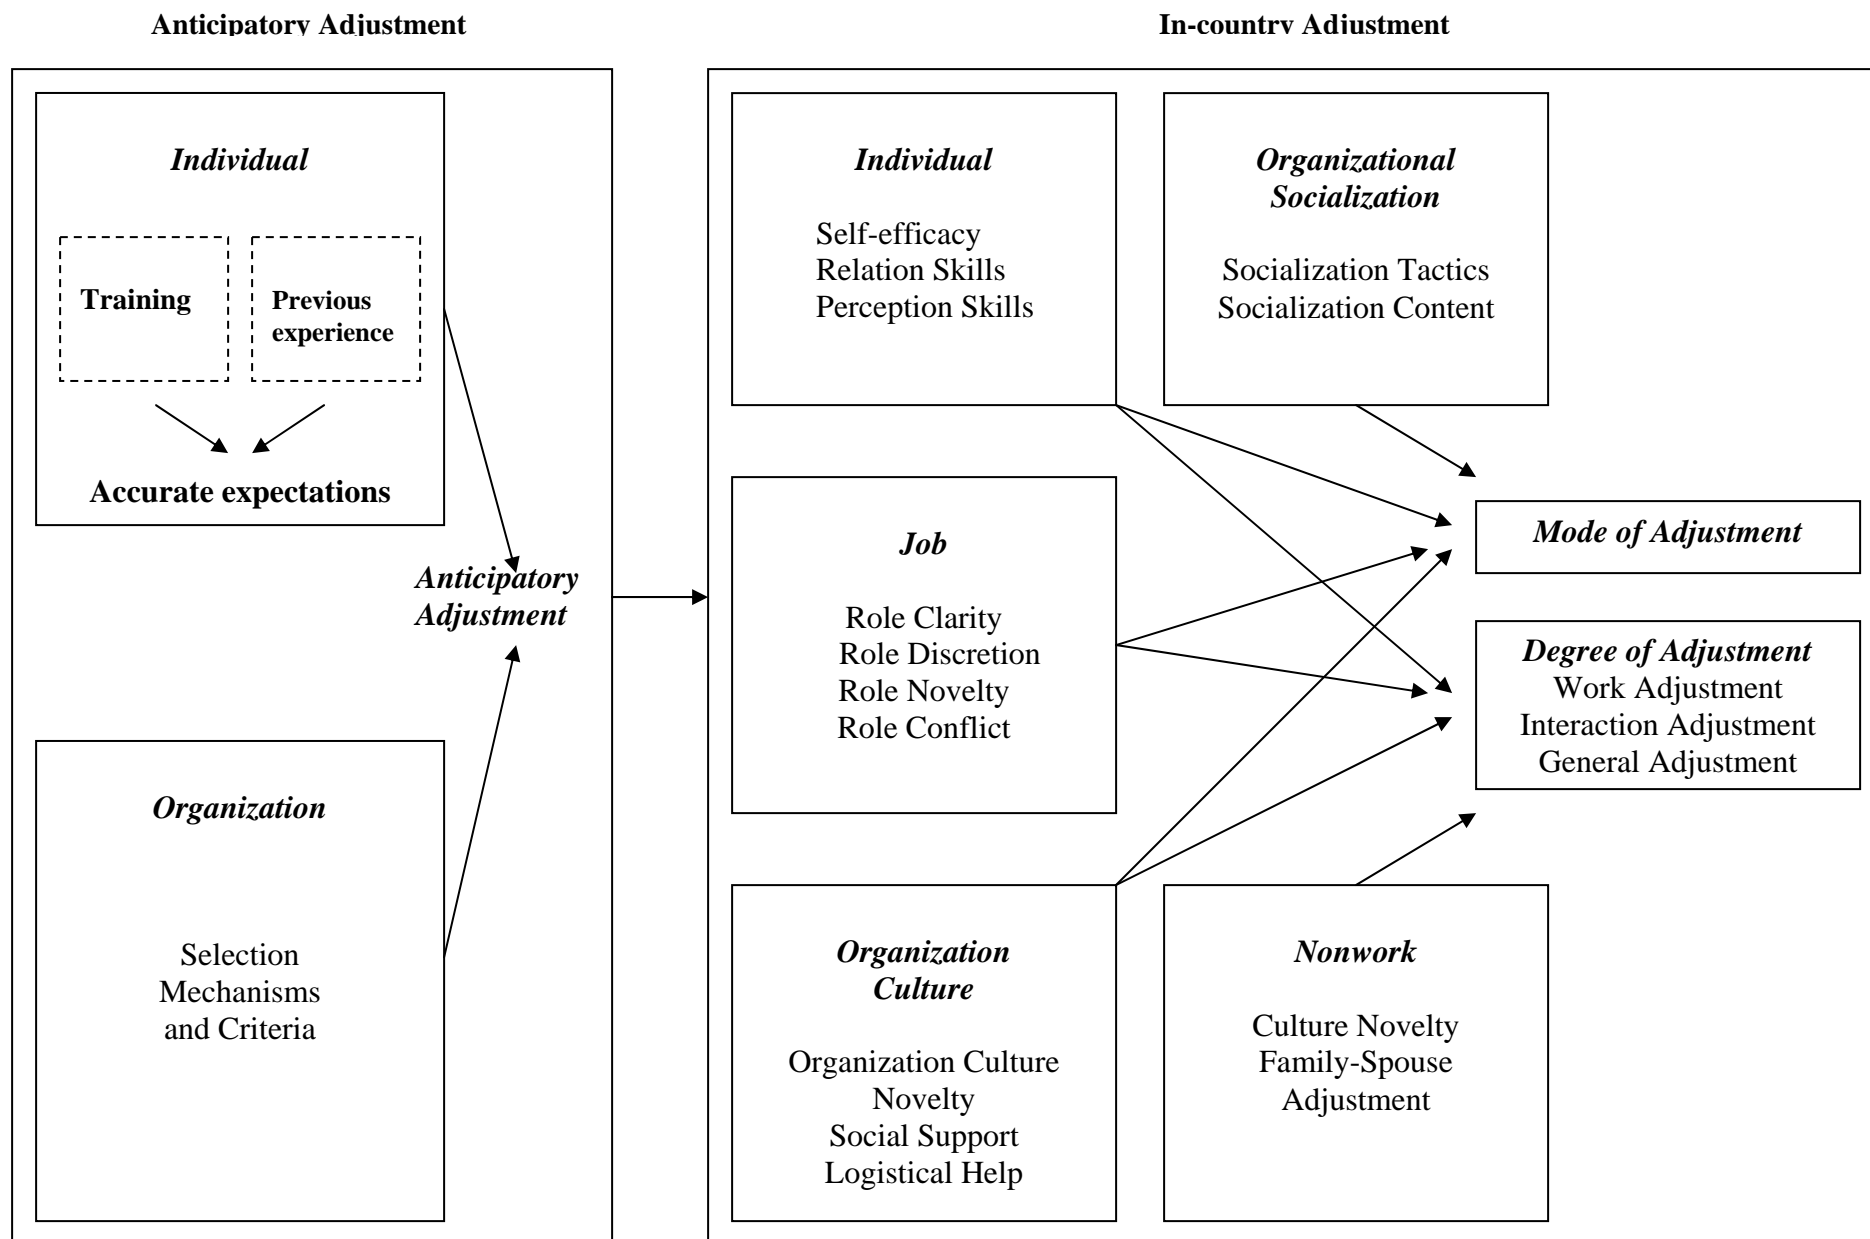 Anticipatory Adjustment
In-country Adjustment
Individual
Training
Previous
experience
Accurate expectations
Anticipatory
Adjustment
Organization
Selection
Mechanisms
and Criteria
Individual
Self-efficacy
Relation Skills
Perception Skills
Organizational
Socialization
Socialization Tactics
Socialization Content
Job
Role Clarity
Role Discretion
Role Novelty
Role Conflict
Mode of Adjustment
Degree of Adjustment
Work Adjustment
Interaction Adjustment
General Adjustment
Organization
Culture
Organization Culture
Novelty
Social Support
Logistical Help
Nonwork
Culture Novelty
Family-Spouse
Adjustment